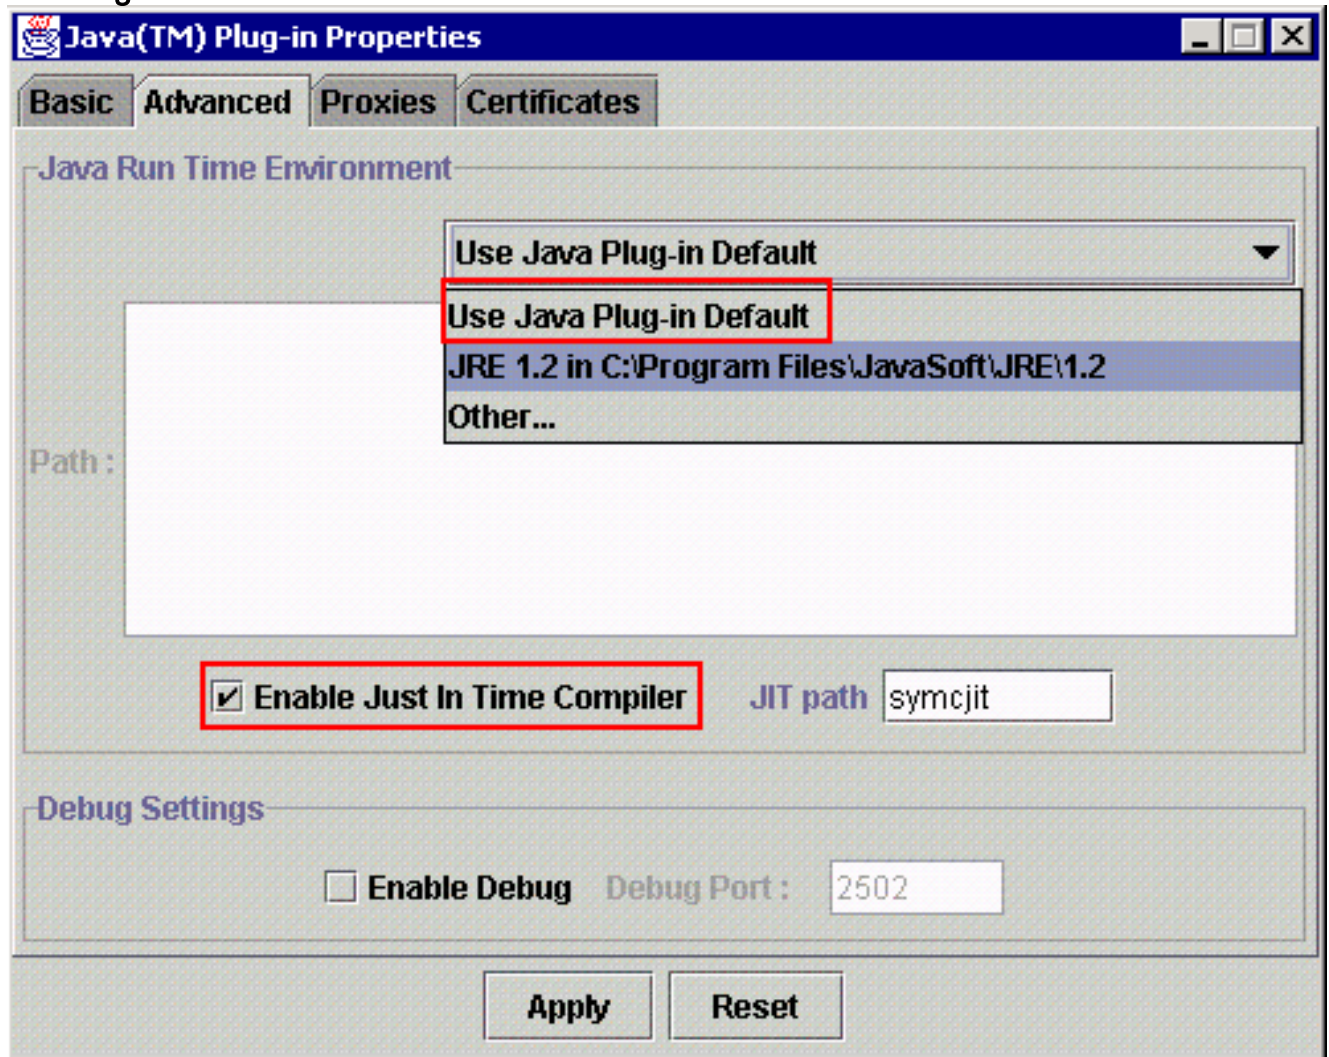 Java(TM) Plug-in Properties
Basic Advanced Proxies Certificates
Java Run Time Environment
Use Java Plug-in Default
Use Java Plug-in Default
JRE 1.2 in C:\Program Files\JavaSoft\JRE\1.2
Other...
Path :
Enable Just In Time Compiler JIT path symcjit
Debug Settings
Enable Debug Debug Port : 2502
Apply Reset